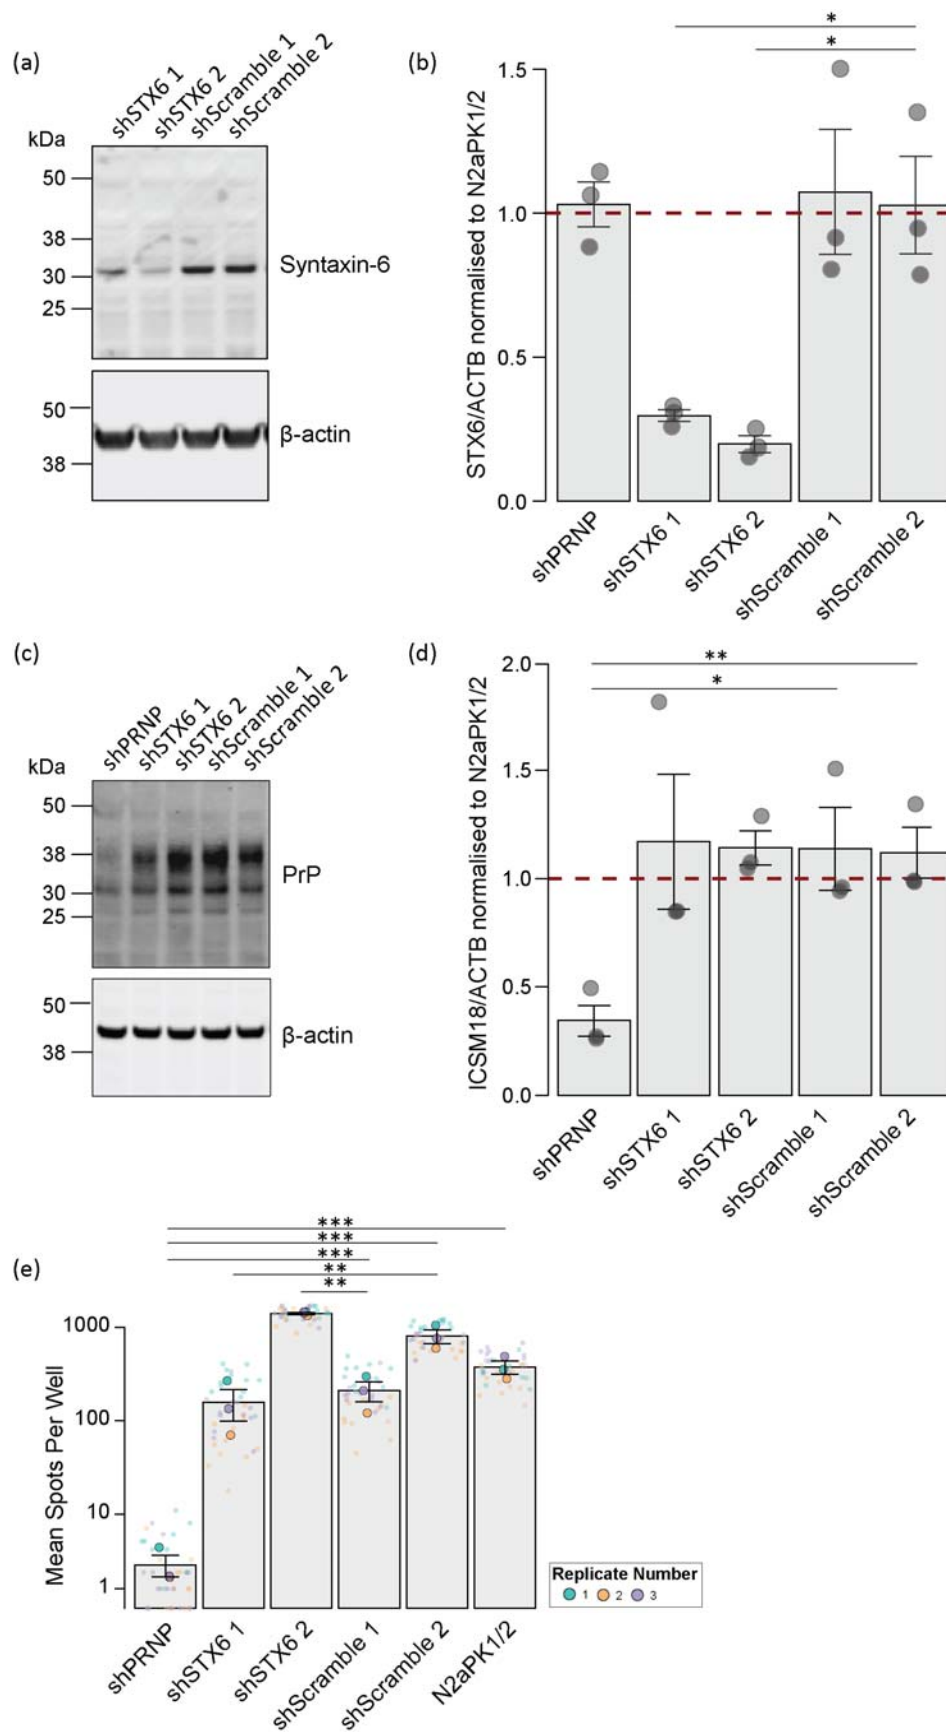 (a)
shSTX6 1
shSTX6 2
shScramble 1
shScramble 2
kDa
50
38
30
25
Syntaxin-6
50
38
β-actin
(b)
* 
*
STX6/ACTB normalised to N2aPK1/2
1.5
1.0
0.5
0.0
shPRNP
shSTX6 1
shSTX6 2
shScramble 1
shScramble 2
(c)
shPRNP
shSTX6 1
shSTX6 2
shScramble 1
shScramble 2
kDa
50
38
30
25
PrP
50
38
β-actin
(d)
**
*
ICSM18/ACTB normalised to N2aPK1/2
2.0
1.5
1.0
0.5
0.0
shPRNP
shSTX6 1
shSTX6 2
shScramble 1
shScramble 2
(e)
***
***
***
**
**
Mean Spots Per Well
1000
100
10
1
shPRNP
shSTX6 1
shSTX6 2
shScramble 1
shScramble 2
N2aPK1/2
Replicate Number
1 2 3